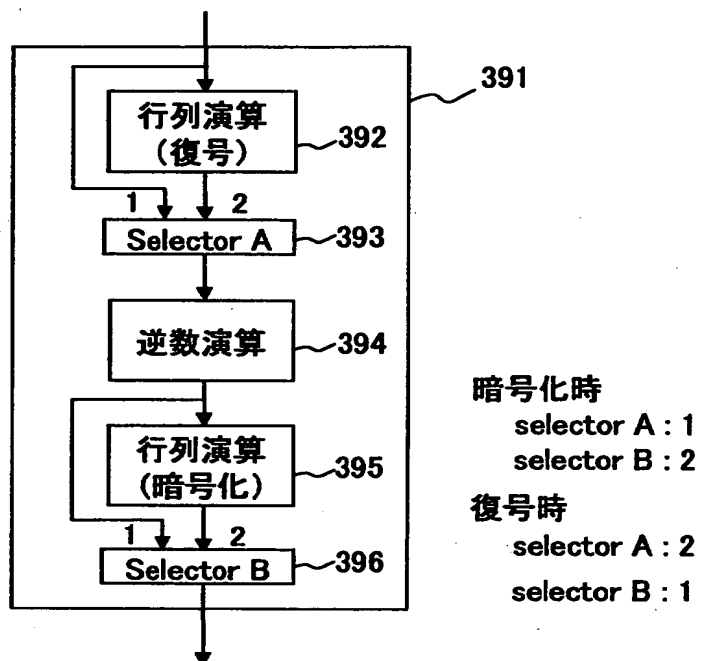 391
行列演算
(復号)
392
1 2
Selector A
393
逆数演算
394
行列演算
(暗号化)
395
1 2
Selector B
396
暗号化時
selector A : 1
selector B : 2
復号時
selector A : 2
selector B : 1